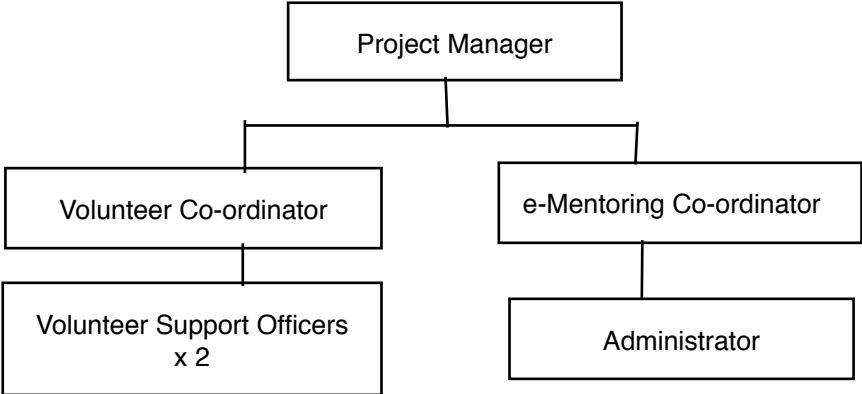 Project Manager
Volunteer Co-ordinator
e-Mentoring Co-ordinator
Volunteer Support Officers
x 2
Administrator